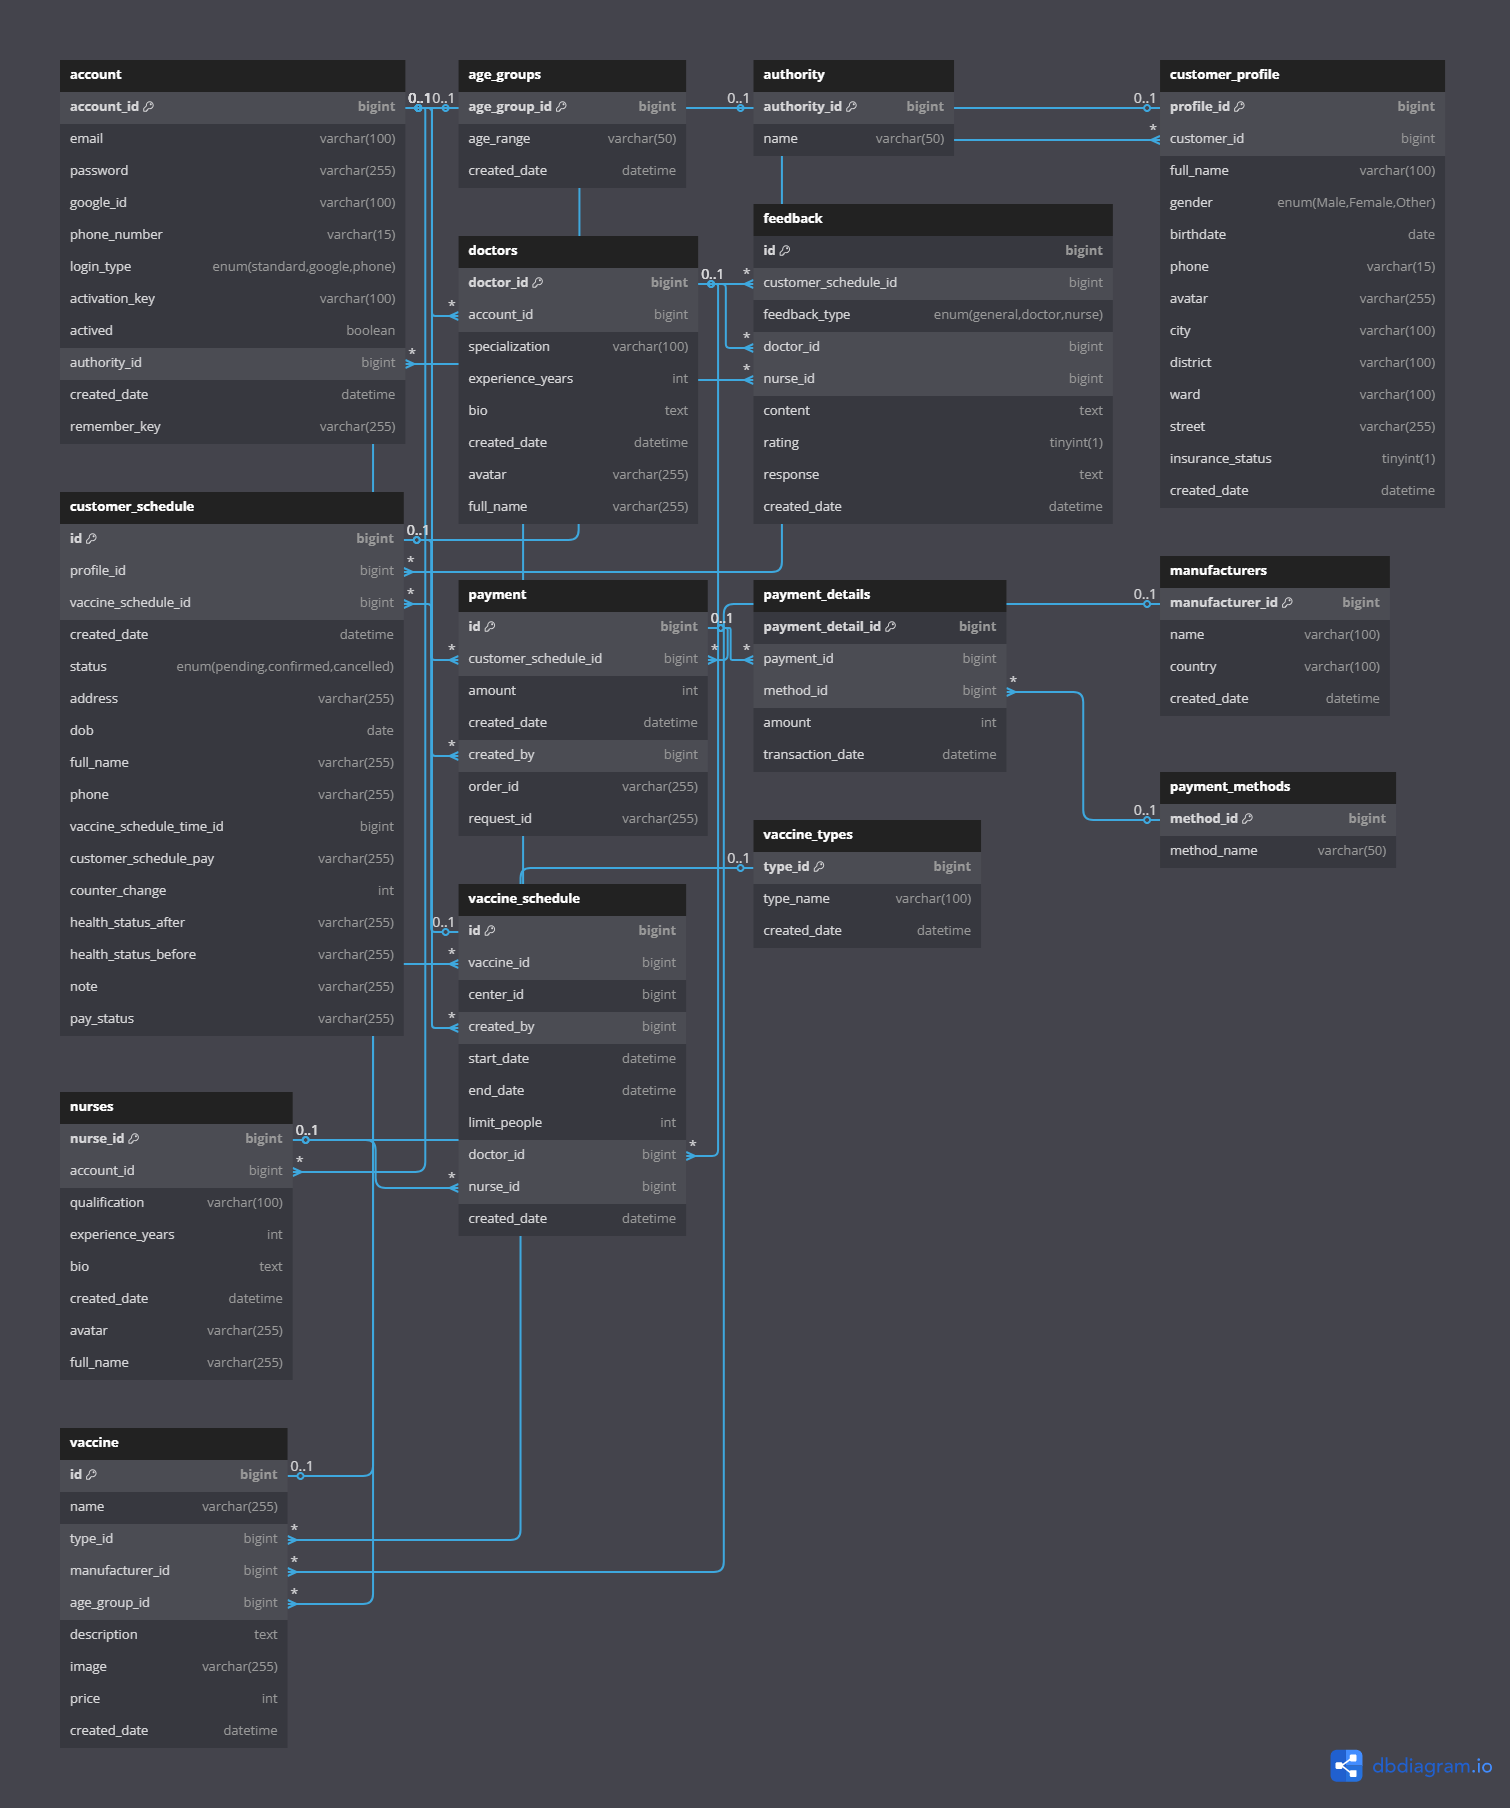 account
account_id bigint
email varchar(100)
password varchar(255)
google_id varchar(100)
phone_number varchar(15)
login_type enum(standard,google,phone)
activation_key varchar(100)
actived boolean
authority_id bigint
created_date datetime
remember_key varchar(255)
0..1
0..1
*
age_groups
age_group_id bigint
age_range varchar(50)
created_date datetime
0..1
authority
authority_id bigint
name varchar(50)
0..1
*
customer_profile
profile_id bigint
customer_id bigint
full_name varchar(100)
gender enum(Male,Female,Other)
birthdate date
phone varchar(15)
avatar varchar(255)
city varchar(100)
district varchar(100)
ward varchar(100)
street varchar(255)
insurance_status tinyint(1)
created_date datetime
*
doctors
doctor_id bigint
account_id bigint
specialization varchar(100)
experience_years int
bio text
created_date datetime
avatar varchar(255)
full_name varchar(255)
0..1
*
*
*
feedback
id bigint
customer_schedule_id bigint
feedback_type enum(general,doctor,nurse)
doctor_id bigint
nurse_id bigint
content text
rating tinyint(1)
response text
created_date datetime
customer_schedule
id bigint
profile_id bigint
vaccine_schedule_id bigint
created_date datetime
status enum(pending,confirmed,cancelled)
address varchar(255)
dob date
full_name varchar(255)
phone varchar(255)
vaccine_schedule_time_id bigint
customer_schedule_pay varchar(255)
counter_change int
health_status_after varchar(255)
health_status_before varchar(255)
note varchar(255)
pay_status varchar(255)
0..1
*
*
*
*
payment
id bigint
customer_schedule_id bigint
amount int
created_date datetime
created_by bigint
order_id varchar(255)
request_id varchar(255)
0..1
*
*
payment_details
payment_detail_id bigint
payment_id bigint
method_id bigint
amount int
transaction_date datetime
*
0..1
manufacturers
manufacturer_id bigint
name varchar(100)
country varchar(100)
created_date datetime
0..1
payment_methods
method_id bigint
method_name varchar(50)
0..1
vaccine_types
type_id bigint
type_name varchar(100)
created_date datetime
0..1
*
*
*
vaccine_schedule
id bigint
vaccine_id bigint
center_id bigint
created_by bigint
start_date datetime
end_date datetime
limit_people int
doctor_id bigint
nurse_id bigint
created_date datetime
*
nurses
nurse_id bigint
account_id bigint
qualification varchar(100)
experience_years int
bio text
created_date datetime
avatar varchar(255)
full_name varchar(255)
0..1
*
vaccine
id bigint
name varchar(255)
type_id bigint
manufacturer_id bigint
age_group_id bigint
description text
image varchar(255)
price int
created_date datetime
0..1
*
*
*
dbdiagram.io